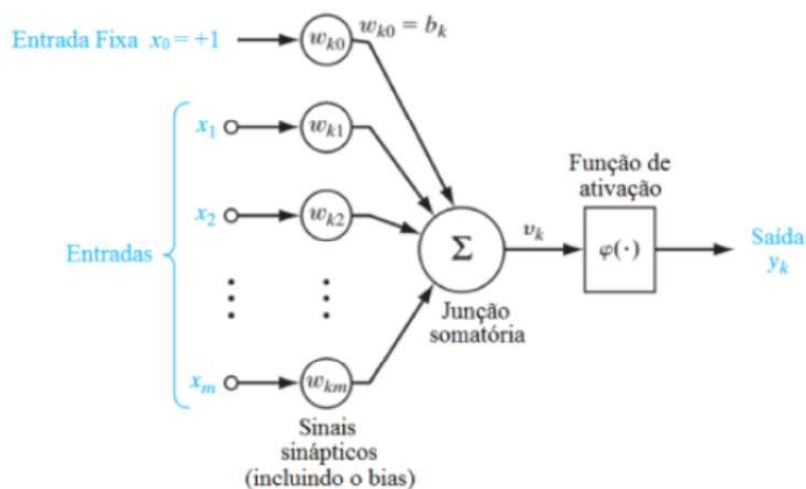 Entrada Fixa x₀ = +1
wₖ₀
wₖ₀ = bₖ
x₁
wₖ₁
x₂
wₖ₂
Entradas
xₘ
wₖₘ
Σ
Junção
somatória
vₖ
Função de
ativação
φ(·)
Saída
yₖ
Sinais
sinápticos
(incluindo o bias)